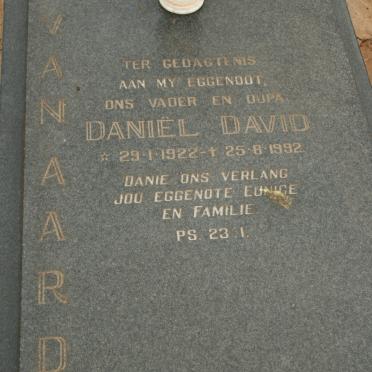 VAN AARD
TER GEDAGTENIS
AAN MY EGGENOOT,
ONS VADER EN OUPA.
DANIËL DAVID
☆ 29-1-1922 - ✝ 25-8-1992
DANIE ONS VERLANG
JOU EGGENOTE EUNICE
EN FAMILIE
PS. 23:1.